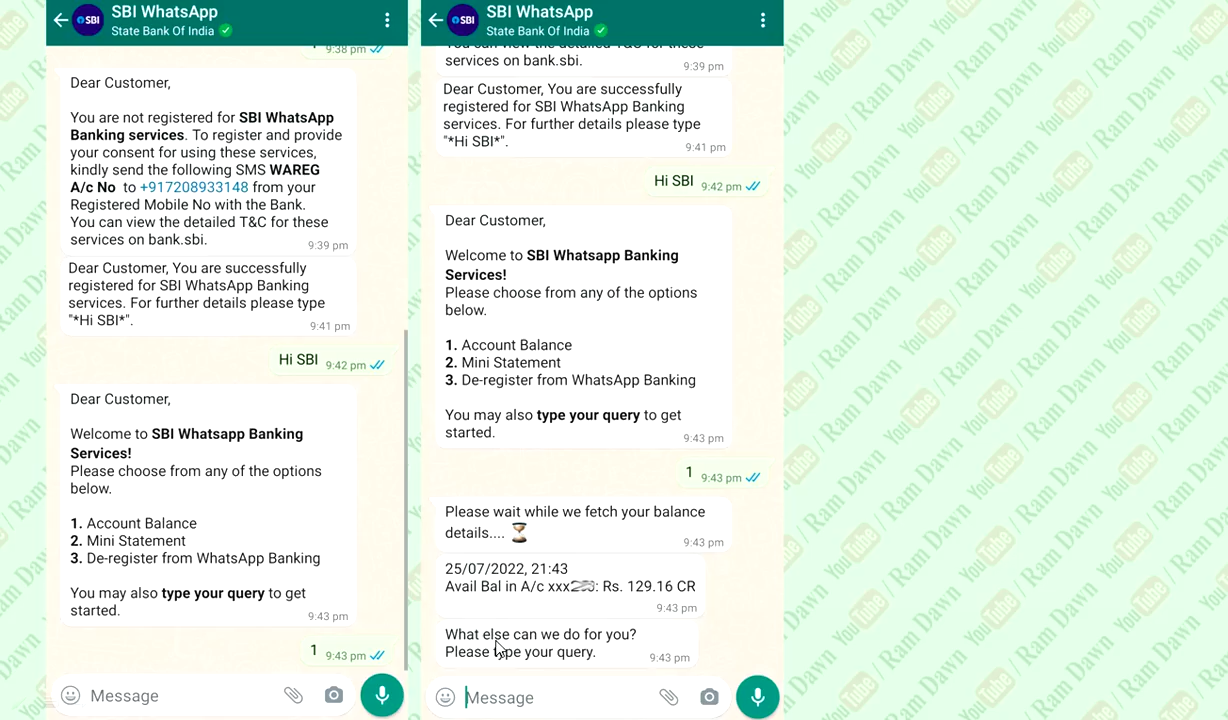 SBI
SBI WhatsApp
State Bank Of India
1 9:38 pm
Dear Customer,
You are not registered for SBI WhatsApp
Banking services. To register and provide
your consent for using these services,
kindly send the following SMS WAREG
A/c No to +917208933148 from your
Registered Mobile No with the Bank.
You can view the detailed T&C for these
services on bank.sbi.
9:39 pm
Dear Customer, You are successfully
registered for SBI WhatsApp Banking
services. For further details please type
"*Hi SBI*".
9:41 pm
Hi SBI 9:42 pm
Dear Customer,
Welcome to SBI Whatsapp Banking
Services!
Please choose from any of the options
below.
1. Account Balance
2. Mini Statement
3. De-register from WhatsApp Banking
You may also type your query to get
started.
9:43 pm
1 9:43 pm
Message
SBI
SBI WhatsApp
State Bank Of India
You can view the detailed T&C for these
services on bank.sbi.
9:39 pm
Dear Customer, You are successfully
registered for SBI WhatsApp Banking
services. For further details please type
"*Hi SBI*".
9:41 pm
Hi SBI 9:42 pm
Dear Customer,
Welcome to SBI Whatsapp Banking
Services!
Please choose from any of the options
below.
1. Account Balance
2. Mini Statement
3. De-register from WhatsApp Banking
You may also type your query to get
started.
9:43 pm
1 9:43 pm
Please wait while we fetch your balance
details....
9:43 pm
25/07/2022, 21:43
Avail Bal in A/c xxx: Rs. 129.16 CR
9:43 pm
What else can we do for you?
Please type your query.
9:43 pm
Message
YouTube / Ram Dawn